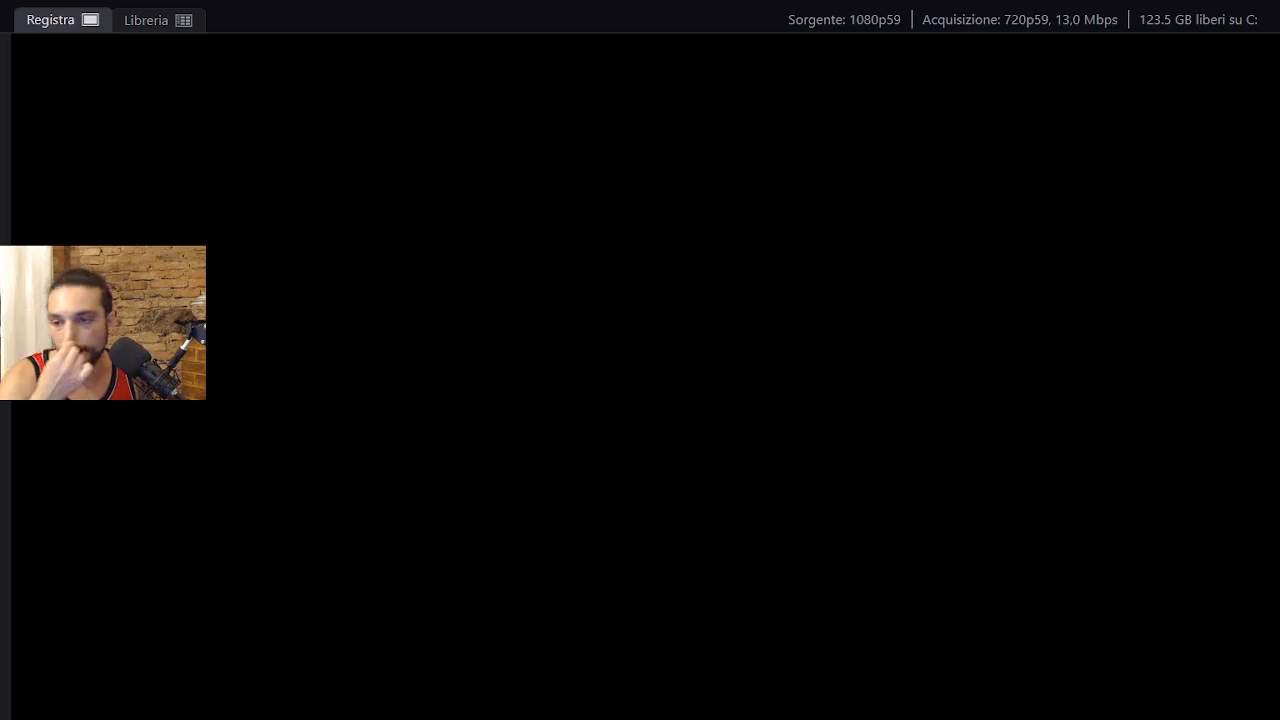 Registra Libreria Sorgente: 1080p59 | Acquisizione: 720p59, 13,0 Mbps | 123.5 GB liberi su C: